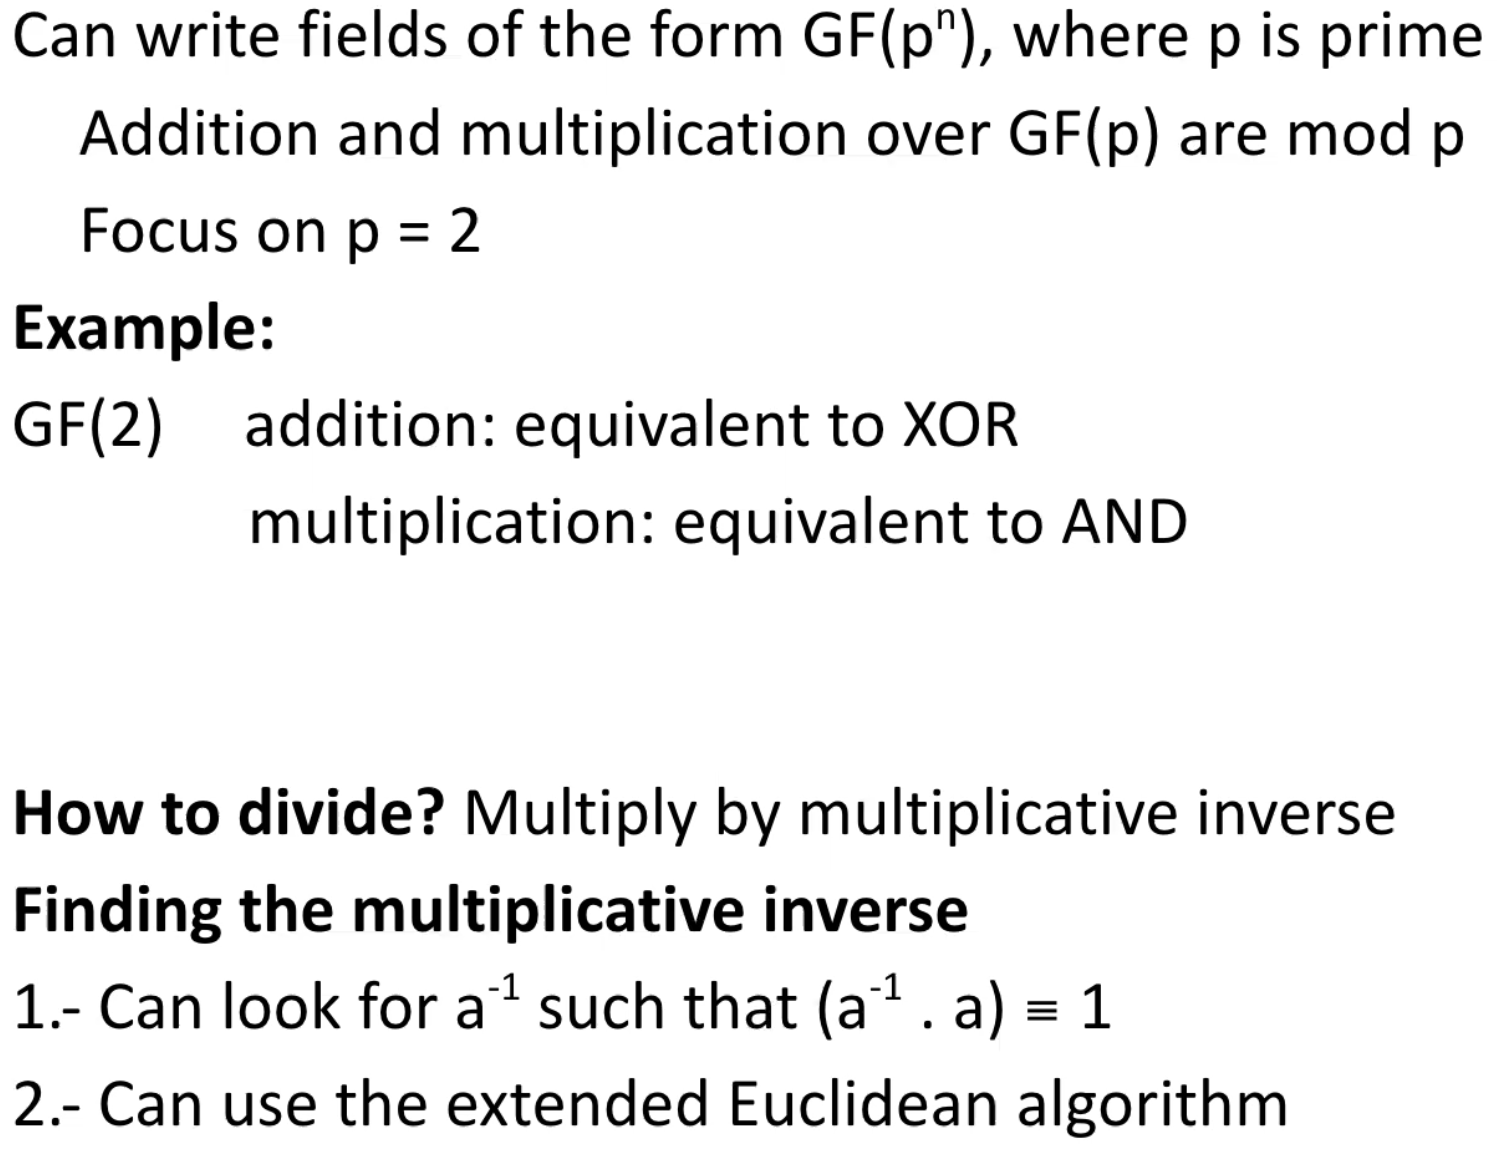 Can write fields of the form GF(pⁿ), where p is prime
Addition and multiplication over GF(p) are mod p
Focus on p = 2
Example:
GF(2) addition: equivalent to XOR
multiplication: equivalent to AND
How to divide? Multiply by multiplicative inverse
Finding the multiplicative inverse
1.- Can look for a⁻¹ such that (a⁻¹ . a) ≡ 1
2.- Can use the extended Euclidean algorithm